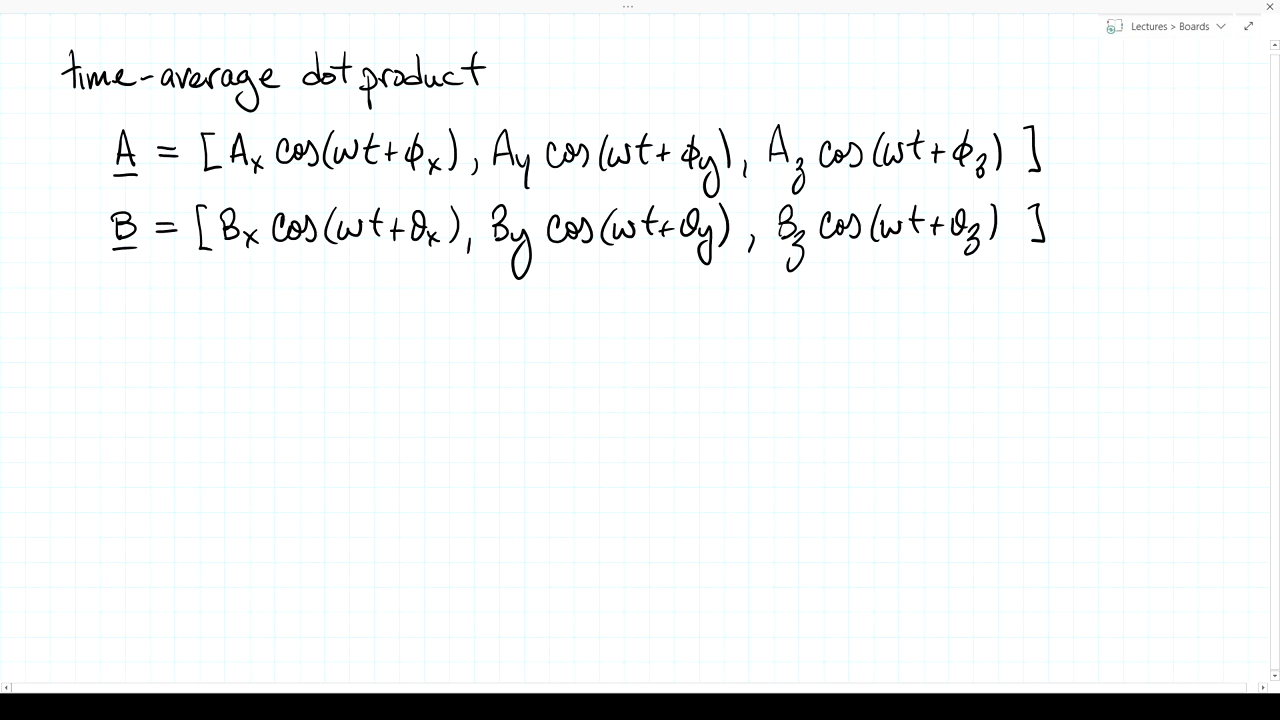 ...
Lectures > Boards
time-average dot product
A = [ Aₓ cos(ωt+ϕₓ), Ay cos(ωt+ϕy), Az cos(ωt+ϕz) ]
B = [ Bₓ cos(ωt+θₓ), By cos(ωt+θy), Bz cos(ωt+θz) ]